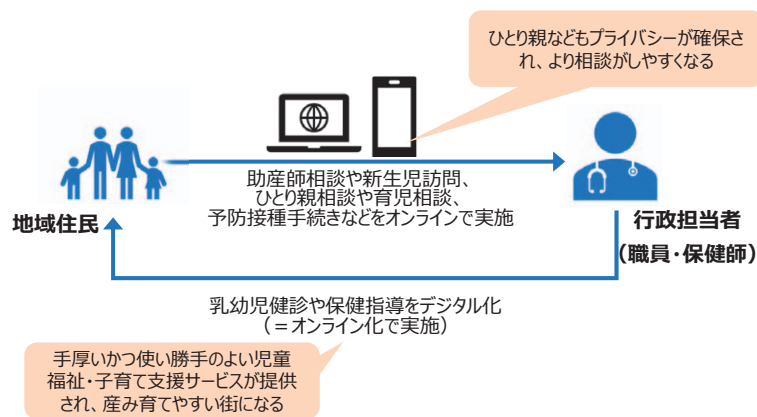 ひとり親などもプライバシーが確保さ
れ、より相談がしやすくなる
助産師相談や新生児訪問、
ひとり親相談や育児相談、
予防接種手続きなどをオンラインで実施
地域住民
行政担当者
（職員・保健師）
乳幼児健診や保健指導をデジタル化
（＝オンライン化で実施）
手厚いかつ使い勝手のよい児童
福祉・子育て支援サービスが提供
され、産み育てやすい街になる